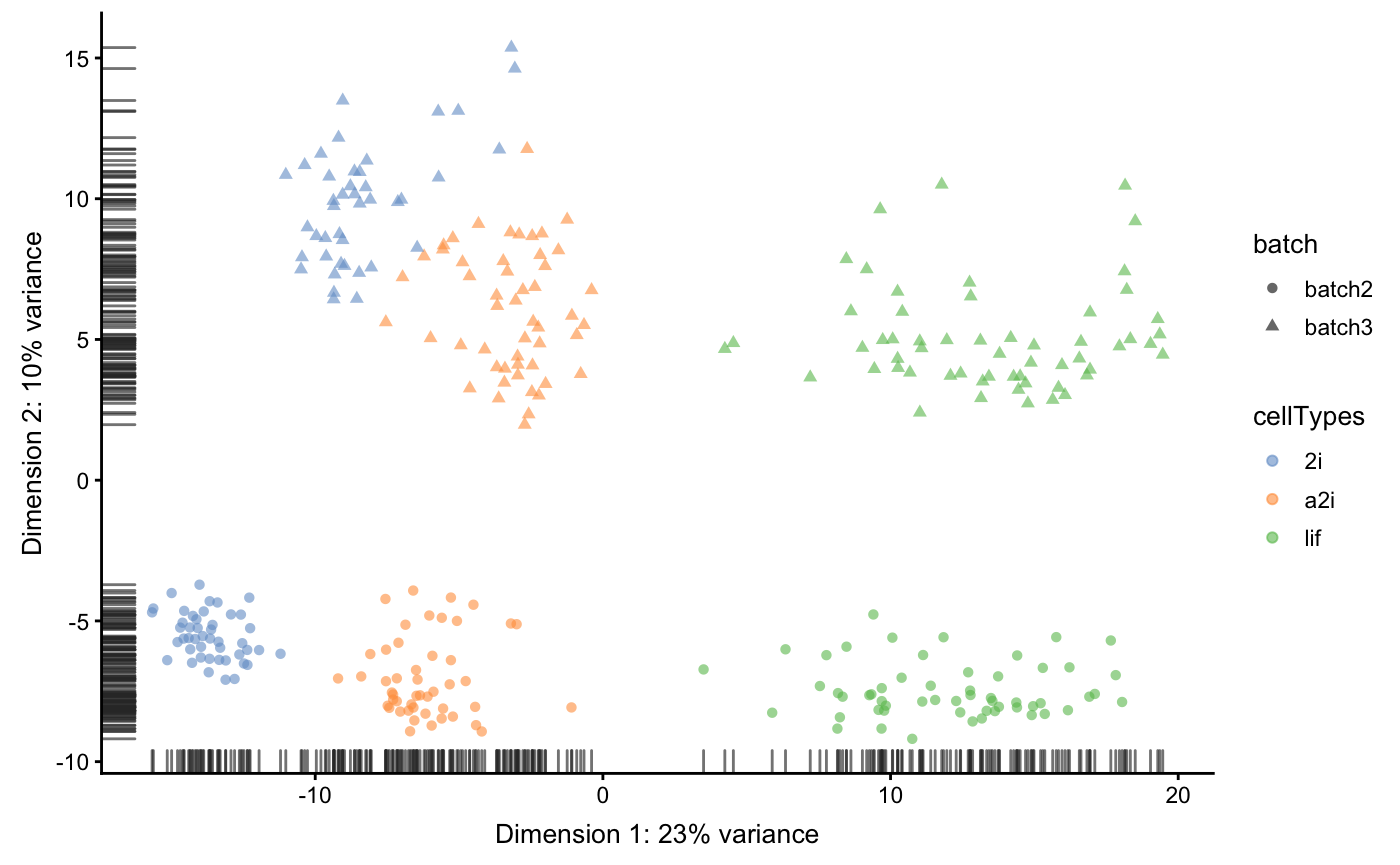 15
10
5
0
-5
-10
Dimension 2: 10% variance
-10
0
10
20
Dimension 1: 23% variance
batch
batch2
batch3
cellTypes
2i
a2i
lif